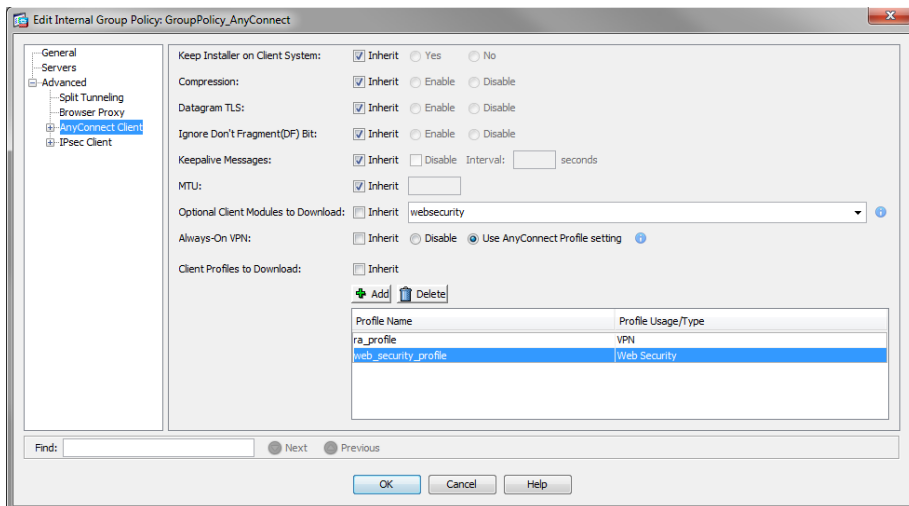 Edit Internal Group Policy: GroupPolicy_AnyConnect
General
Servers
Advanced
Split Tunneling
Browser Proxy
AnyConnect Client
IPsec Client
Keep Installer on Client System: Inherit Yes No
Compression: Inherit Enable Disable
Datagram TLS: Inherit Enable Disable
Ignore Don't Fragment(DF) Bit: Inherit Enable Disable
Keepalive Messages: Inherit Disable Interval: seconds
MTU: Inherit
Optional Client Modules to Download: Inherit websecurity
Always-On VPN: Inherit Disable Use AnyConnect Profile setting
Client Profiles to Download: Inherit
Add Delete
Profile Name Profile Usage/Type
ra_profile VPN
web_security_profile Web Security
Find: Next Previous
OK Cancel Help